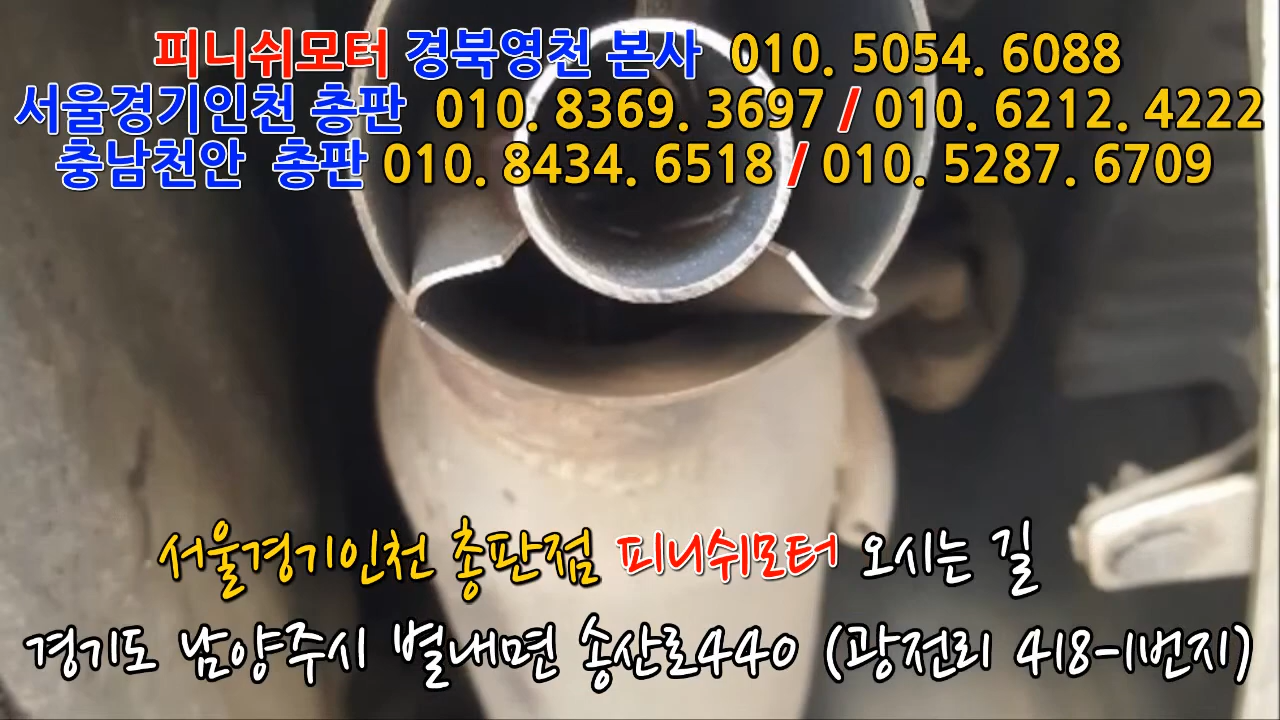 피니쉬모터 경북영천 본사 010. 5054. 6088
서울경기인천 총판 010. 8369. 3697 / 010. 6212. 4222
충남천안 총판 010. 8434. 6518 / 010. 5287. 6709
서울경기인천 총판점 피니쉬모터 오시는 길
경기도 남양주시 별내면 송산로440 (광전리 418-1번지)